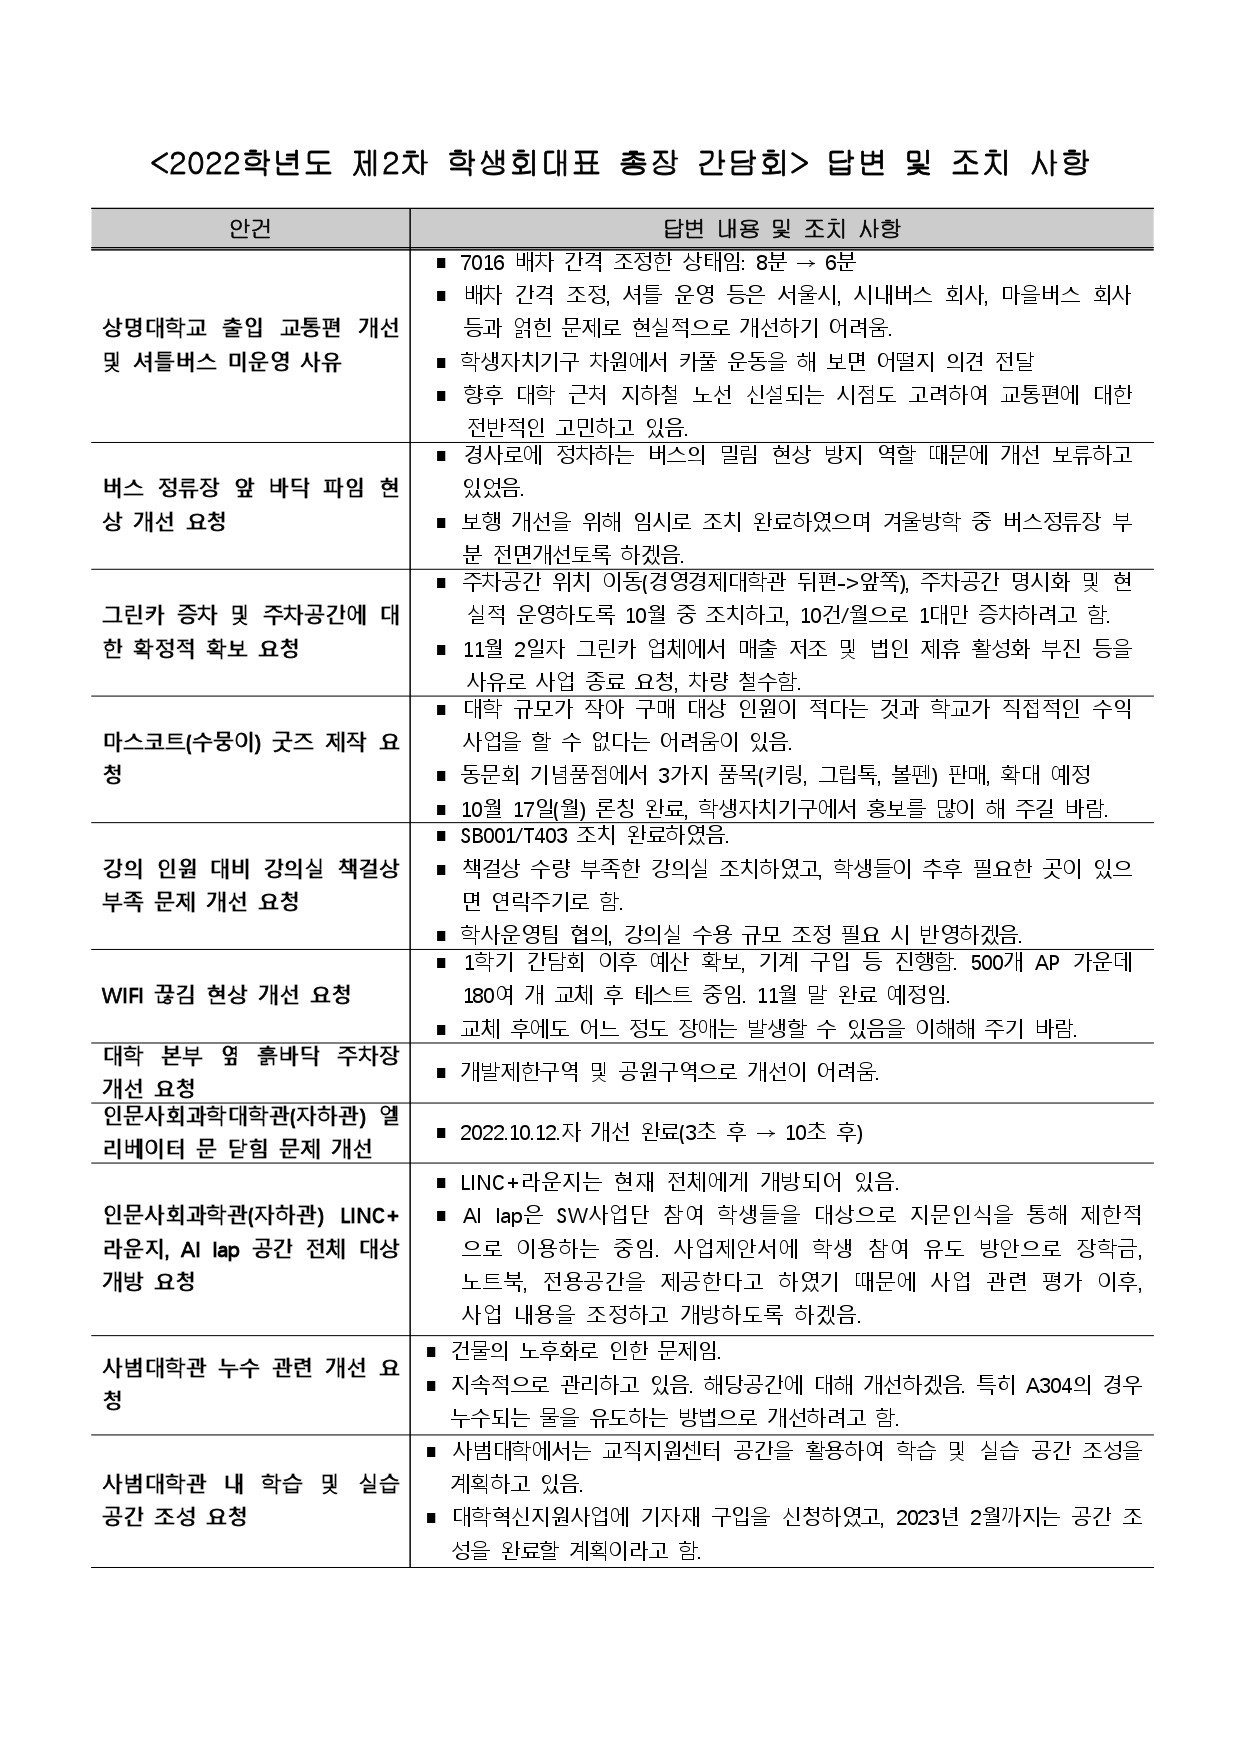 <2022학년도 제2차 학생회대표 총장 간담회> 답변 및 조치 사항
안건
답변 내용 및 조치 사항
상명대학교 출입 교통편 개선
및 셔틀버스 미운영 사유
■ 7016 배차 간격 조정한 상태임: 8분 → 6분
■ 배차 간격 조정, 셔틀 운영 등은 서울시, 시내버스 회사, 마을버스 회사
등과 얽힌 문제로 현실적으로 개선하기 어려움.
■ 학생자치기구 차원에서 카풀 운동을 해 보면 어떨지 의견 전달
■ 향후 대학 근처 지하철 노선 신설되는 시점도 고려하여 교통편에 대한
전반적인 고민하고 있음.
버스 정류장 앞 바닥 파임 현
상 개선 요청
■ 경사로에 정차하는 버스의 밀림 현상 방지 역할 때문에 개선 보류하고
있었음.
■ 보행 개선을 위해 임시로 조치 완료하였으며 겨울방학 중 버스정류장 부
분 전면개선토록 하겠음.
그린카 증차 및 주차공간에 대
한 확정적 확보 요청
■ 주차공간 위치 이동(경영경제대학관 뒤편->앞쪽), 주차공간 명시화 및 현
실적 운영하도록 10월 중 조치하고, 10건/월으로 1대만 증차하려고 함.
■ 11월 2일자 그린카 업체에서 매출 저조 및 법인 제휴 활성화 부진 등을
사유로 사업 종료 요청, 차량 철수함.
마스코트(수뭉이) 굿즈 제작 요
청
■ 대학 규모가 작아 구매 대상 인원이 적다는 것과 학교가 직접적인 수익
사업을 할 수 없다는 어려움이 있음.
■ 동문회 기념품점에서 3가지 품목(키링, 그립톡, 볼펜) 판매, 확대 예정
■ 10월 17일(월) 론칭 완료, 학생자치기구에서 홍보를 많이 해 주길 바람.
강의 인원 대비 강의실 책걸상
부족 문제 개선 요청
■ SB001/T403 조치 완료하였음.
■ 책걸상 수량 부족한 강의실 조치하였고, 학생들이 추후 필요한 곳이 있으
면 연락주기로 함.
■ 학사운영팀 협의, 강의실 수용 규모 조정 필요 시 반영하겠음.
WIFI 끊김 현상 개선 요청
■ 1학기 간담회 이후 예산 확보, 기계 구입 등 진행함. 500개 AP 가운데
180여 개 교체 후 테스트 중임. 11월 말 완료 예정임.
■ 교체 후에도 어느 정도 장애는 발생할 수 있음을 이해해 주기 바람.
대학 본부 옆 흙바닥 주차장
개선 요청
■ 개발제한구역 및 공원구역으로 개선이 어려움.
인문사회과학대학관(자하관) 엘
리베이터 문 닫힘 문제 개선
■ 2022.10.12.자 개선 완료(3초 후 → 10초 후)
인문사회과학관(자하관) LINC+
라운지, AI lap 공간 전체 대상
개방 요청
■ LINC+라운지는 현재 전체에게 개방되어 있음.
■ AI lap은 SW사업단 참여 학생들을 대상으로 지문인식을 통해 제한적
으로 이용하는 중임. 사업제안서에 학생 참여 유도 방안으로 장학금,
노트북, 전용공간을 제공한다고 하였기 때문에 사업 관련 평가 이후,
사업 내용을 조정하고 개방하도록 하겠음.
사범대학관 누수 관련 개선 요
청
■ 건물의 노후화로 인한 문제임.
■ 지속적으로 관리하고 있음. 해당공간에 대해 개선하겠음. 특히 A304의 경우
누수되는 물을 유도하는 방법으로 개선하려고 함.
사범대학관 내 학습 및 실습
공간 조성 요청
■ 사범대학에서는 교직지원센터 공간을 활용하여 학습 및 실습 공간 조성을
계획하고 있음.
■ 대학혁신지원사업에 기자재 구입을 신청하였고, 2023년 2월까지는 공간 조
성을 완료할 계획이라고 함.